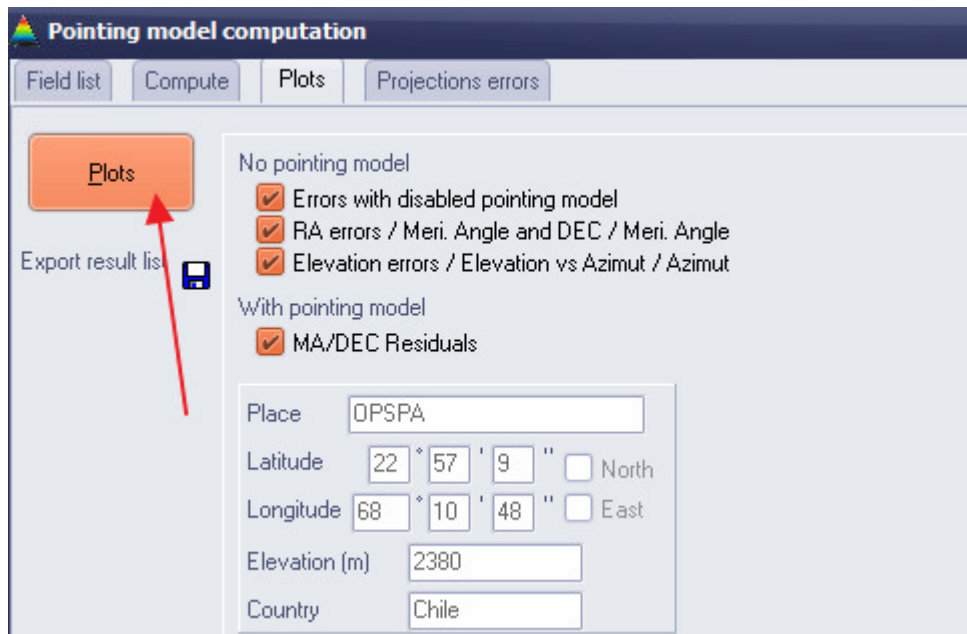 Pointing model computation
Field list Compute Plots Projections errors
Plots
No pointing model
Errors with disabled pointing model
RA errors / Meri. Angle and DEC / Meri. Angle
Export result lis
Elevation errors / Elevation vs Azimut / Azimut
With pointing model
MA/DEC Residuals
Place OPSPA
Latitude 22 ° 57 ' 9 " North
Longitude 68 ° 10 ' 48 " East
Elevation (m) 2380
Country Chile